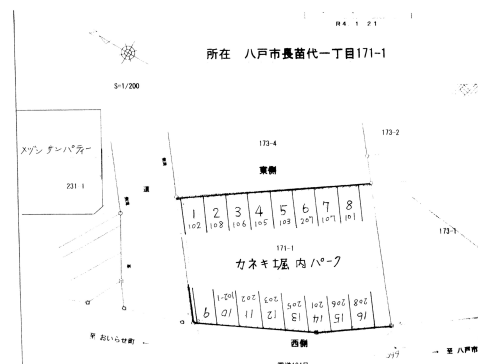 R4.1 21
所在 八戸市長苗代一丁目171-1
S=1/200
173-4
173-2
メゾンサンパティー
231 1
道
東側
1 2 3 4 5 6 7 8
102 108 106 105 103 207 107 101
173-1
171-1
カネキ堀内パーク
102-1 202 203 205 201 206 208
9 10 11 12 13 14 15 16
西側
至 おいらせ町 ←
→ 至 八戸市